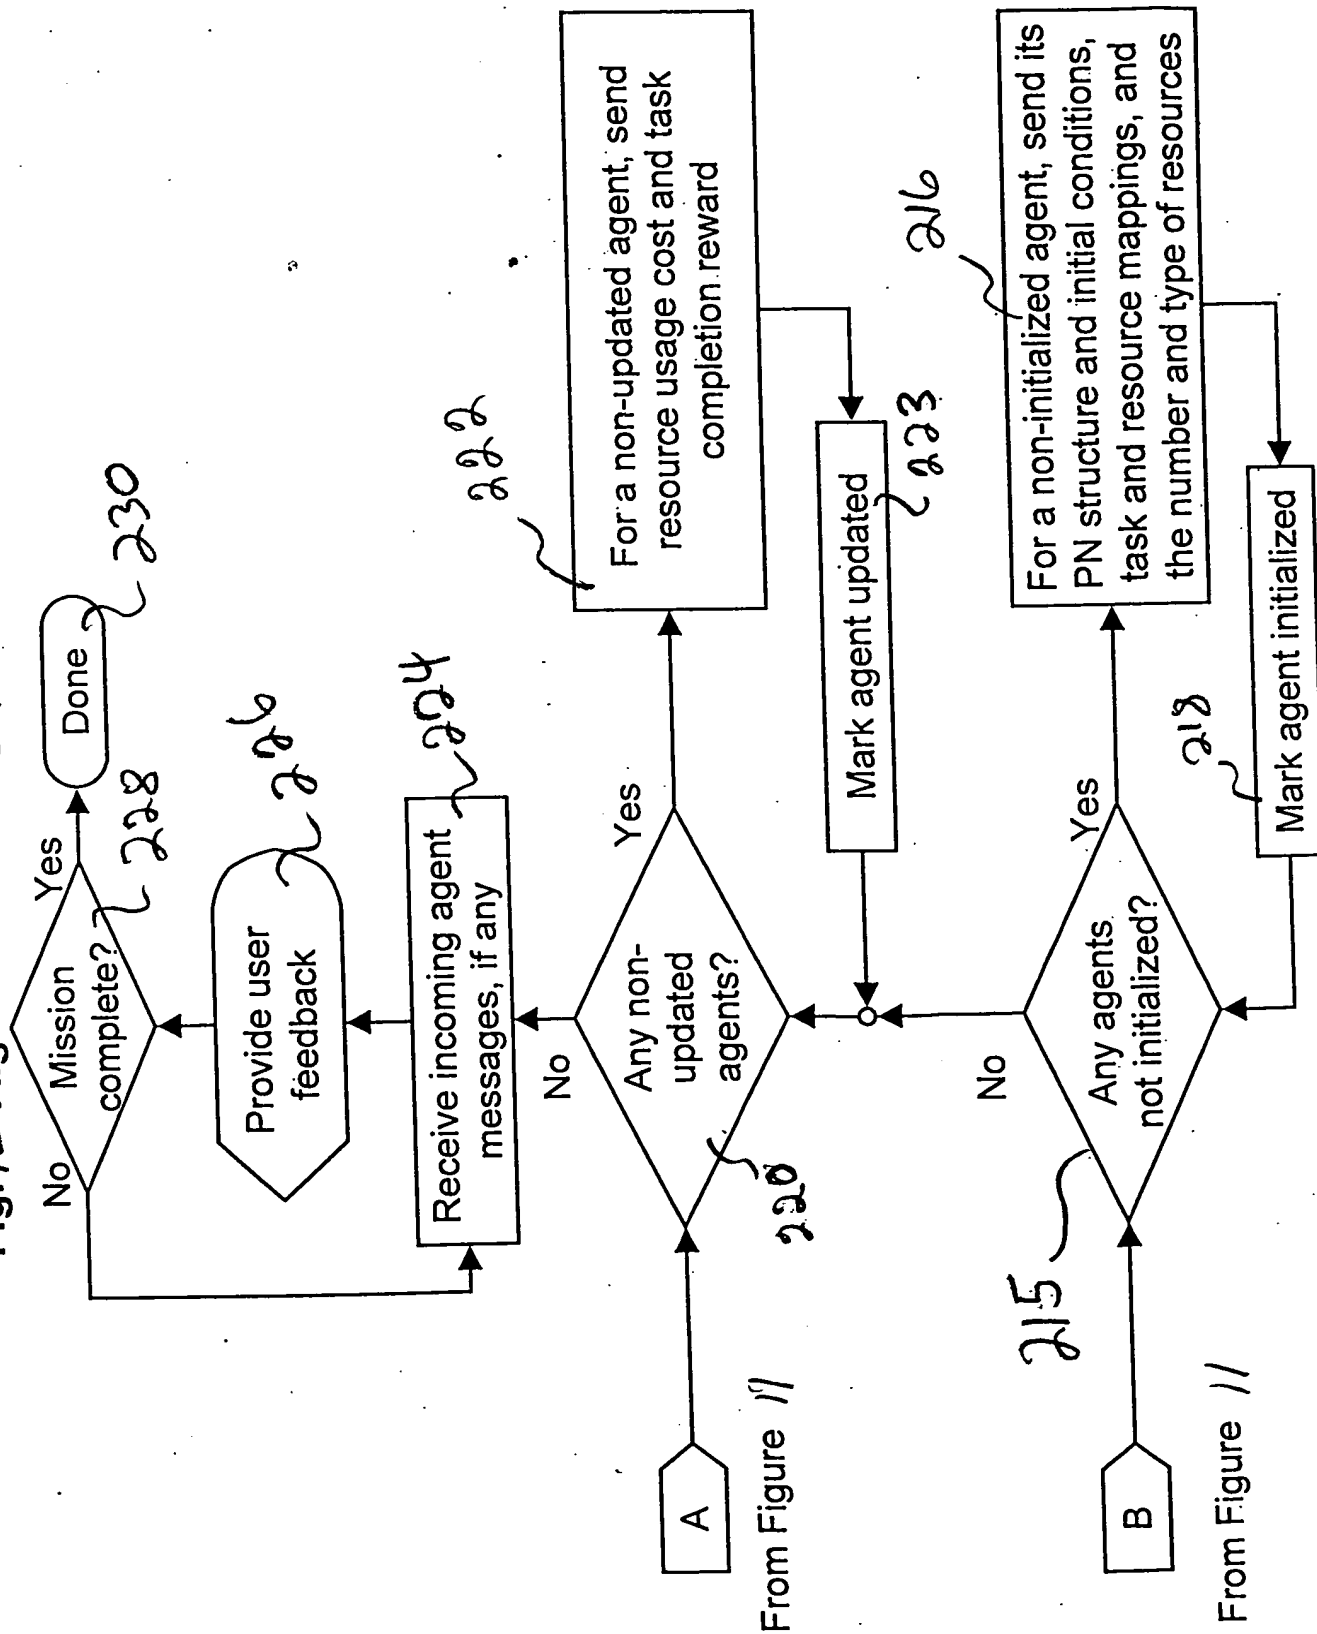 No
Mission
complete?
Yes
228
Done
230
Provide user
feedback
226
Receive incoming agent
messages, if any
224
No
Any non-
updated
agents?
Yes
220
222
For a non-updated agent, send
resource usage cost and task
completion reward
A
From Figure 11
Mark agent updated
223
No
Any agents
not initialized?
Yes
215
216
For a non-initialized agent, send its
PN structure and initial conditions,
task and resource mappings, and
the number and type of resources
B
From Figure 11
218
Mark agent initialized